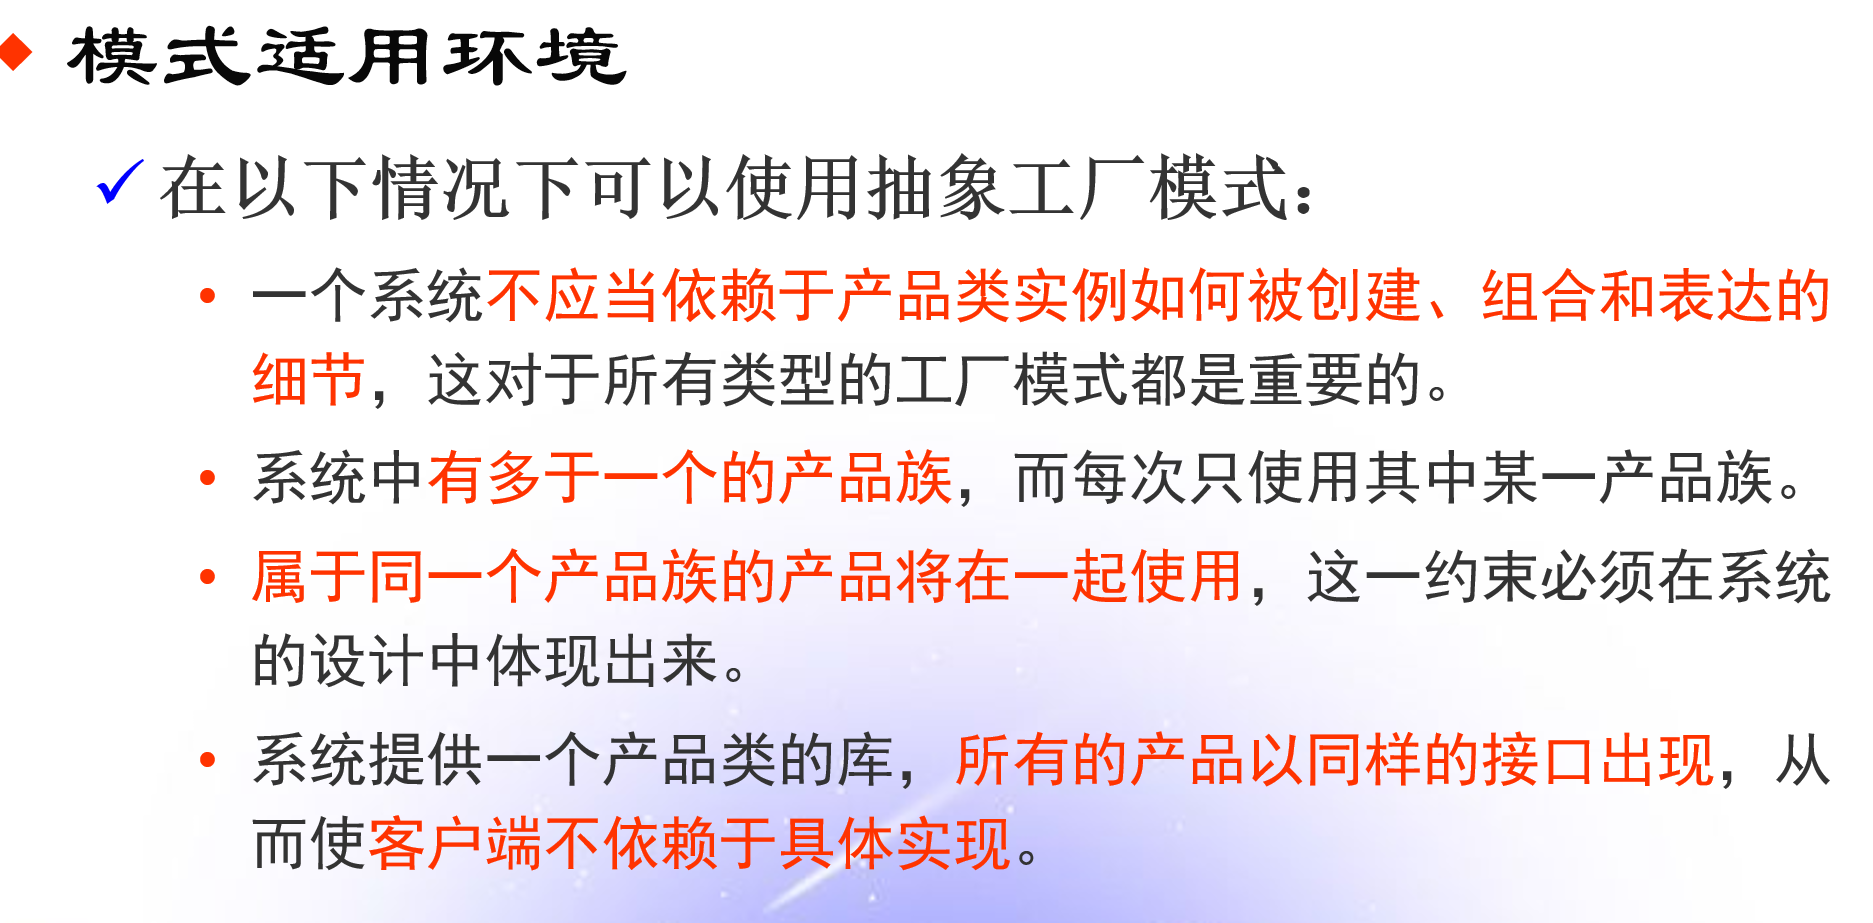 模式适用环境
在以下情况下可以使用抽象工厂模式：
一个系统不应当依赖于产品类实例如何被创建、组合和表达的
细节，这对于所有类型的工厂模式都是重要的。
系统中有多于一个的产品族，而每次只使用其中某一产品族。
属于同一个产品族的产品将在一起使用，这一约束必须在系统
的设计中体现出来。
系统提供一个产品类的库，所有的产品以同样的接口出现，从
而使客户端不依赖于具体实现。